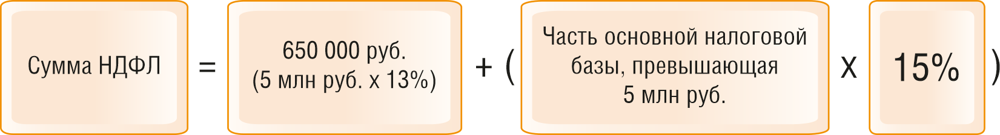 Сумма НДФЛ
=
650 000 руб.
(5 млн руб. х 13%)
+ (
Часть основной налоговой
базы, превышающая
5 млн руб.
х
15%
)